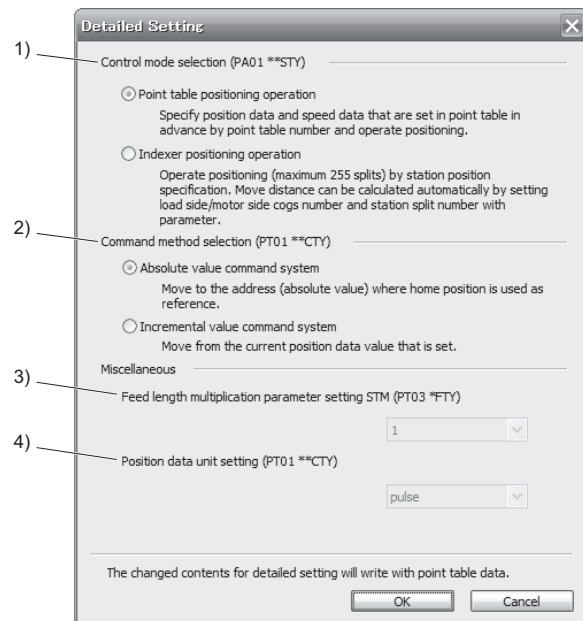 Detailed Setting
1)
Control mode selection (PA01 **STY)
Point table positioning operation
Specify position data and speed data that are set in point table in
advance by point table number and operate positioning.
Indexer positioning operation
Operate positioning (maximum 255 splits) by station position
specification. Move distance can be calculated automatically by setting
load side/motor side cogs number and station split number with
parameter.
2)
Command method selection (PT01 **CTY)
Absolute value command system
Move to the address (absolute value) where home position is used as
reference.
Incremental value command system
Move from the current position data value that is set.
Miscellaneous
3)
Feed length multiplication parameter setting STM (PT03 *FTY)
1
4)
Position data unit setting (PT01 **CTY)
pulse
The changed contents for detailed setting will write with point table data.
OK Cancel